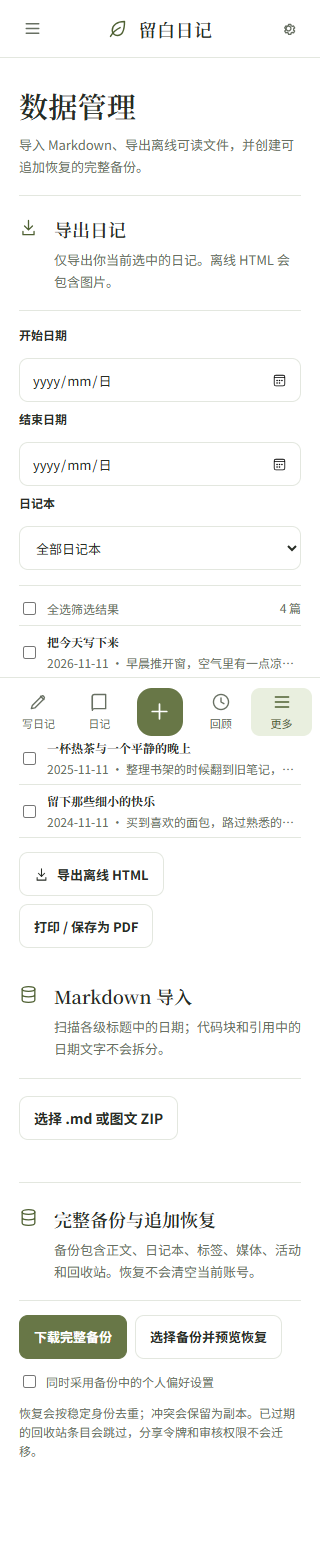 留白日记
数据管理
导入 Markdown、导出离线可读文件，并创建可
追加恢复的完整备份。
导出日记
仅导出你当前选中的日记。离线 HTML 会
包含图片。
开始日期
yyyy/mm/日
结束日期
yyyy/mm/日
日记本
全部日记本
全选筛选结果 4 篇
把今天写下来
2026-11-11 · 早晨推开窗，空气里有一点凉…
写日记 日记 回顾 更多
一杯热茶与一个平静的晚上
2025-11-11 · 整理书架的时候翻到旧笔记，…
留下那些细小的快乐
2024-11-11 · 买到喜欢的面包，路过熟悉的…
导出离线 HTML
打印 / 保存为 PDF
Markdown 导入
扫描各级标题中的日期；代码块和引用中的
日期文字不会拆分。
选择 .md 或图文 ZIP
完整备份与追加恢复
备份包含正文、日记本、标签、媒体、活动
和回收站。恢复不会清空当前账号。
下载完整备份 选择备份并预览恢复
同时采用备份中的个人偏好设置
恢复会按稳定身份去重；冲突会保留为副本。已过期
的回收站条目会跳过，分享令牌和审核权限不会迁
移。